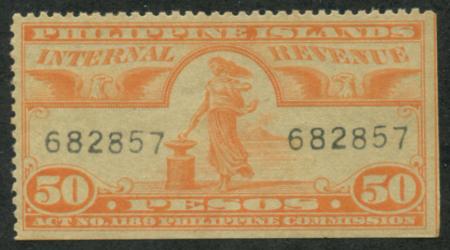 PHILIPPINE ISLANDS
INTERNAL REVENUE
682857 682857
50 PESOS 50
ACT NO. 1189 PHILIPPINE COMMISSION